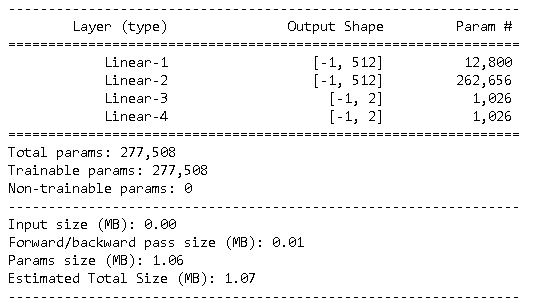 ----------------------------------------------------------------
Layer (type) Output Shape Param #
================================================================
Linear-1 [-1, 512] 12,800
Linear-2 [-1, 512] 262,656
Linear-3 [-1, 2] 1,026
Linear-4 [-1, 2] 1,026
================================================================
Total params: 277,508
Trainable params: 277,508
Non-trainable params: 0
----------------------------------------------------------------
Input size (MB): 0.00
Forward/backward pass size (MB): 0.01
Params size (MB): 1.06
Estimated Total Size (MB): 1.07
----------------------------------------------------------------